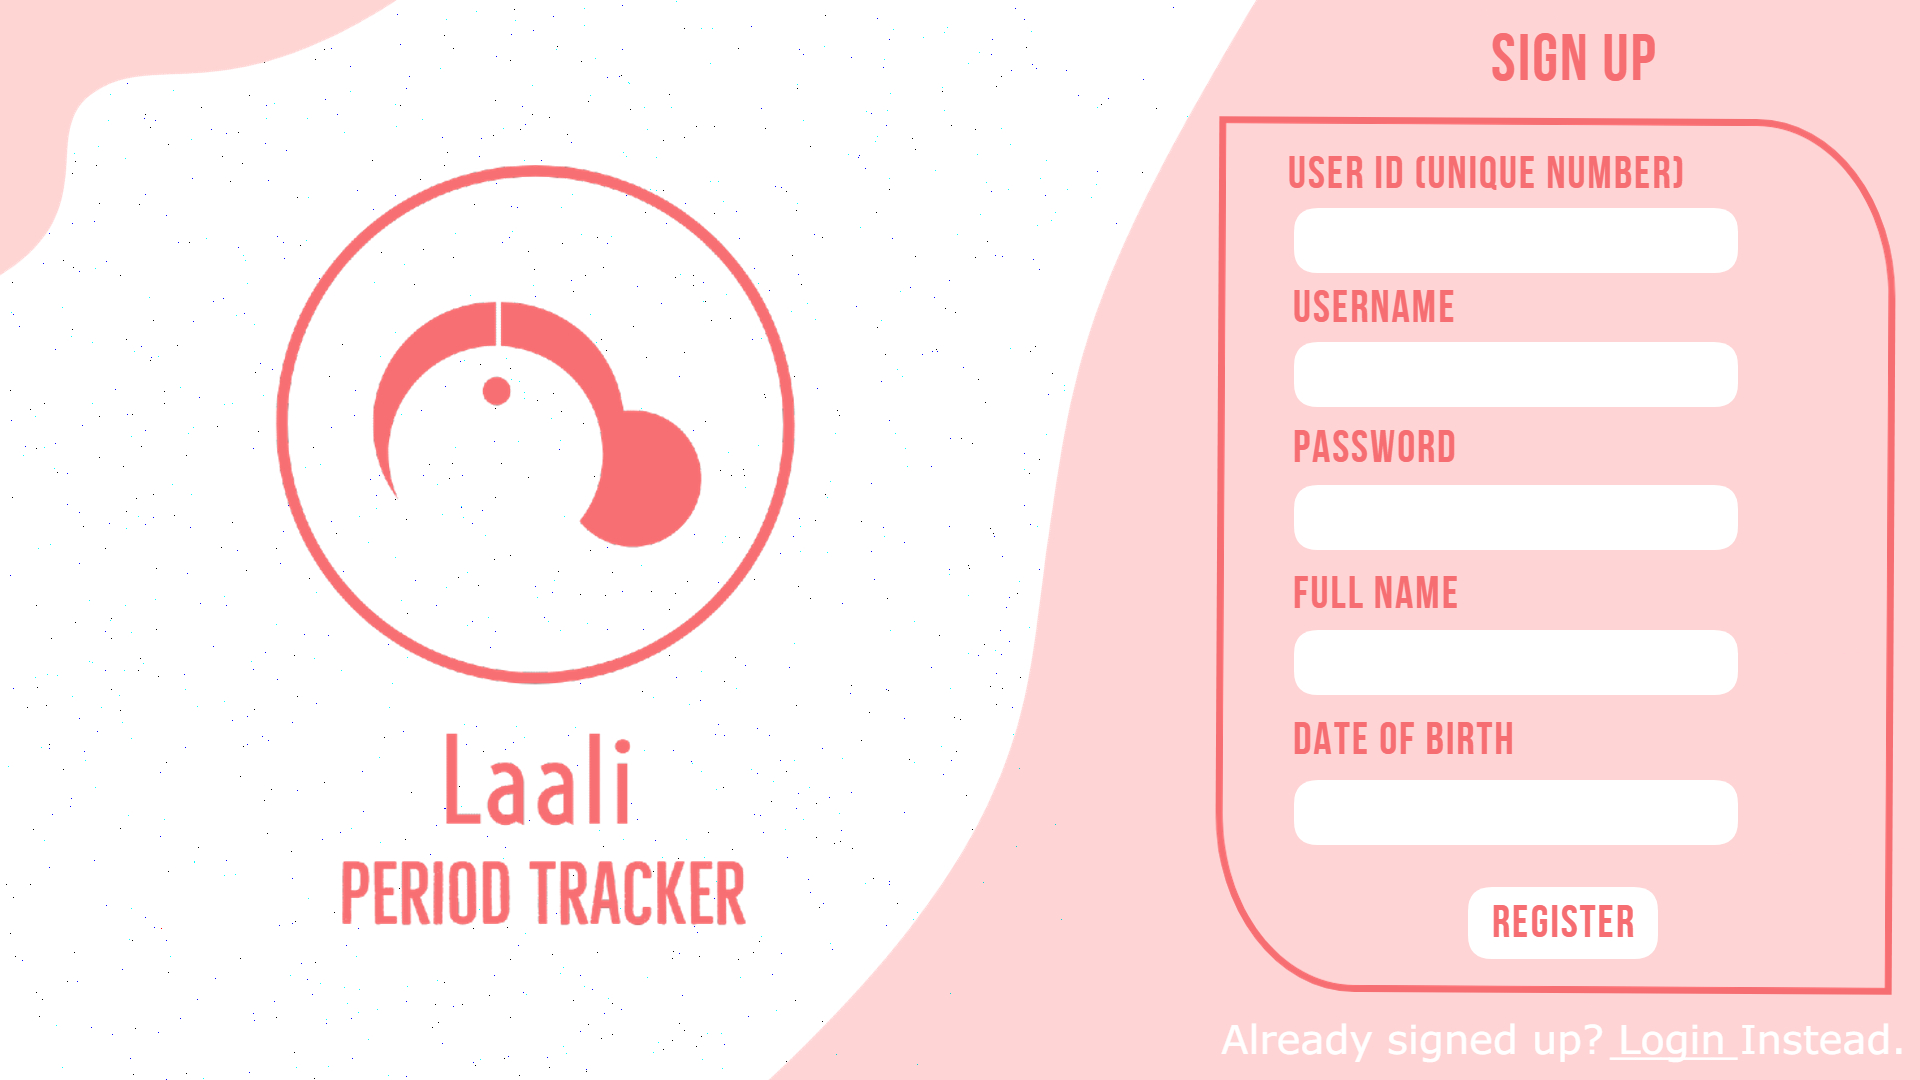 Laali
PERIOD TRACKER
SIGN UP
USER ID (UNIQUE NUMBER)
USERNAME
PASSWORD
FULL NAME
DATE OF BIRTH
REGISTER
Already signed up? Login Instead.